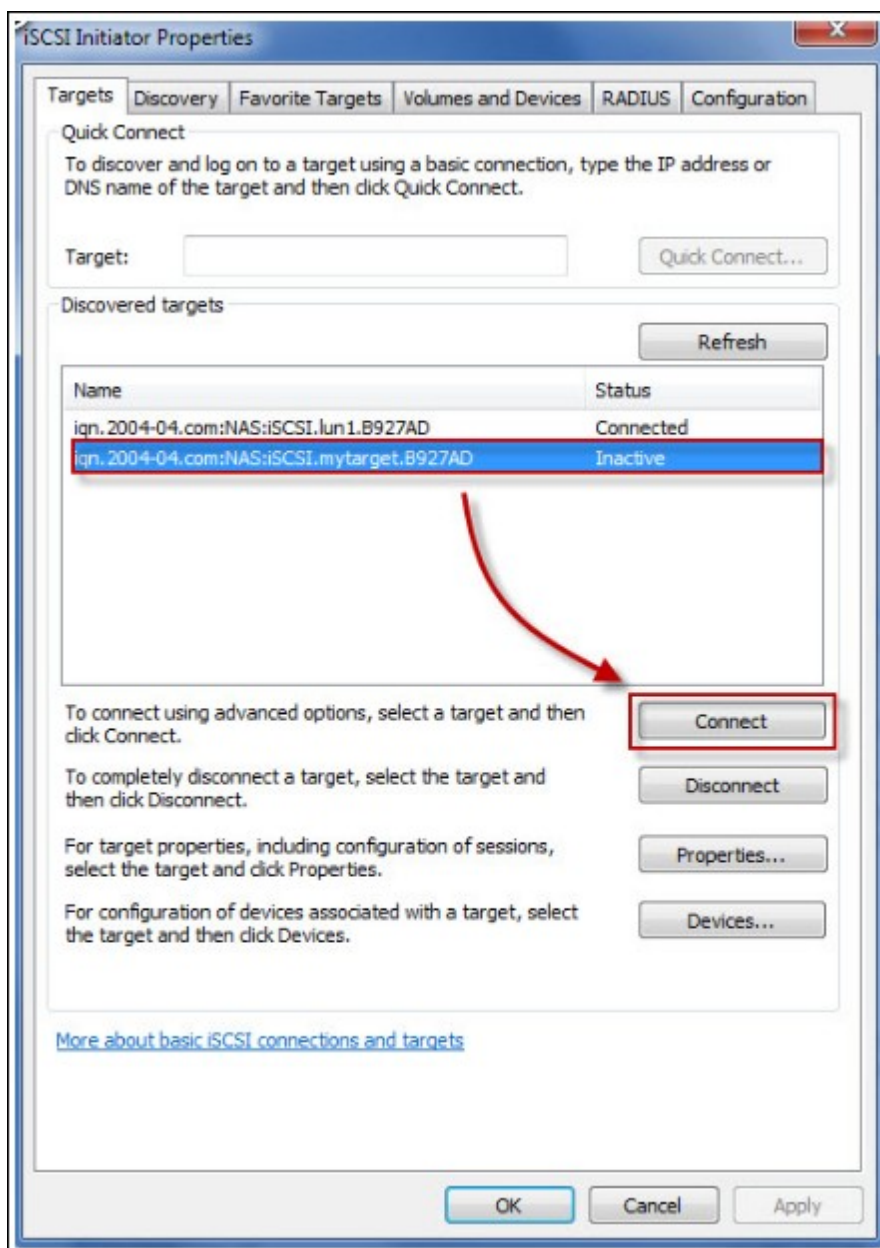 iSCSI Initiator Properties
Targets Discovery Favorite Targets Volumes and Devices RADIUS Configuration
Quick Connect
To discover and log on to a target using a basic connection, type the IP address or
DNS name of the target and then click Quick Connect.
Target:
Quick Connect...
Discovered targets
Refresh
Name Status
iqn.2004-04.com:NAS:iSCSI.lun1.B927AD Connected
iqn.2004-04.com:NAS:iSCSI.mytarget.B927AD Inactive
To connect using advanced options, select a target and then
click Connect.
Connect
To completely disconnect a target, select the target and
then click Disconnect.
Disconnect
For target properties, including configuration of sessions,
select the target and click Properties.
Properties...
For configuration of devices associated with a target, select
the target and then click Devices.
Devices...
More about basic iSCSI connections and targets
OK Cancel Apply